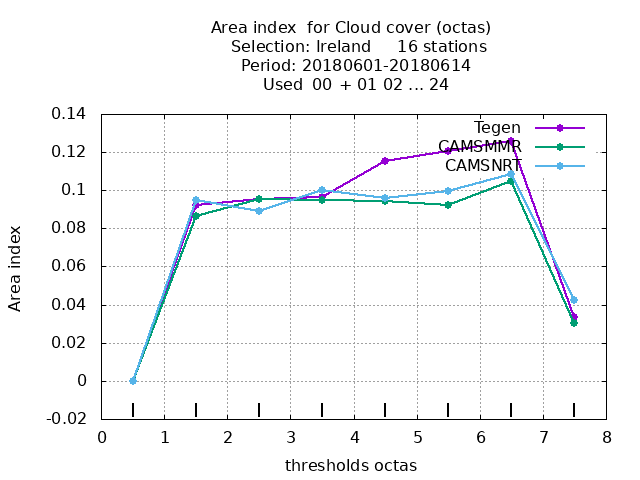 Area index  for Cloud cover (octas)
Selection: Ireland     16 stations
Period: 20180601-20180614
Used  00 + 01 02 ... 24
Tegen
CAMSMMR
CAMSNRT
0.14
0.12
0.1
0.08
0.06
0.04
0.02
0
-0.02
Area index
0 1 2 3 4 5 6 7 8
thresholds octas